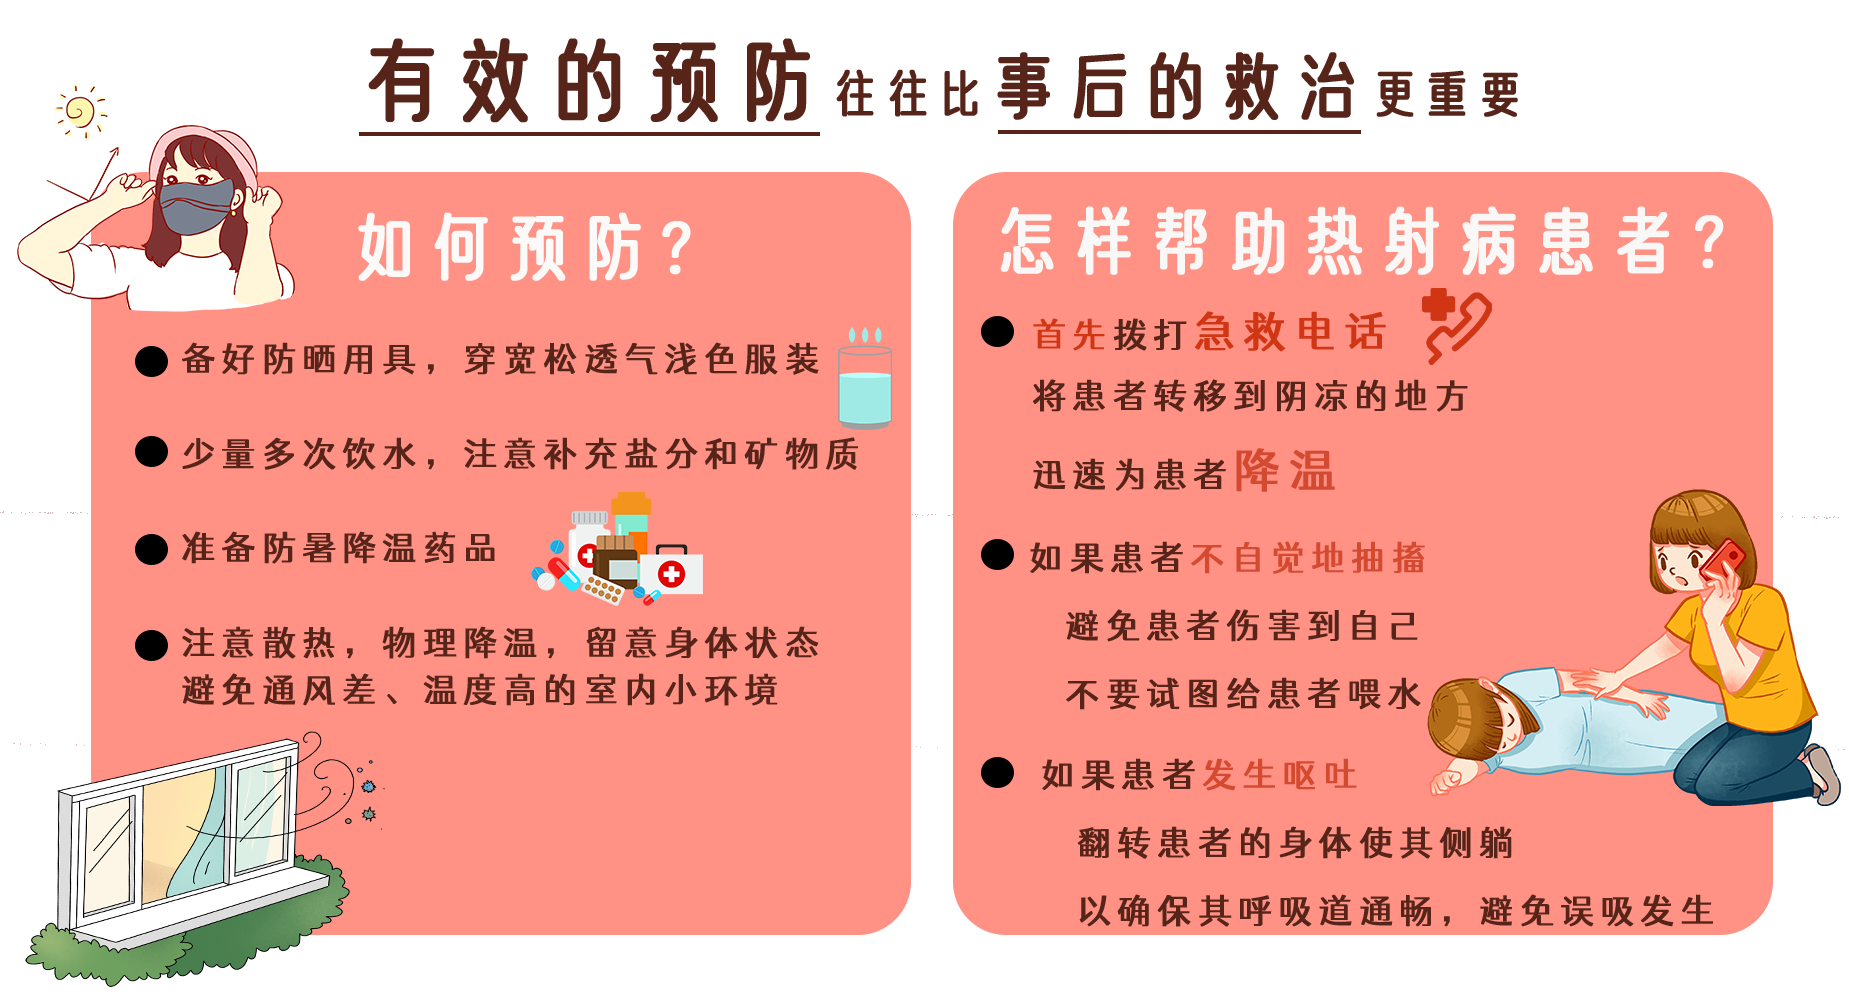 有效的预防往往比事后的救治更重要
如何预防？
备好防晒用具，穿宽松透气浅色服装
少量多次饮水，注意补充盐分和矿物质
准备防暑降温药品
注意散热，物理降温，留意身体状态
避免通风差、温度高的室内小环境
怎样帮助热射病患者？
首先拨打急救电话
将患者转移到阴凉的地方
迅速为患者降温
如果患者不自觉地抽搐
避免患者伤害到自己
不要试图给患者喂水
如果患者发生呕吐
翻转患者的身体使其侧躺
以确保其呼吸道通畅，避免误吸发生